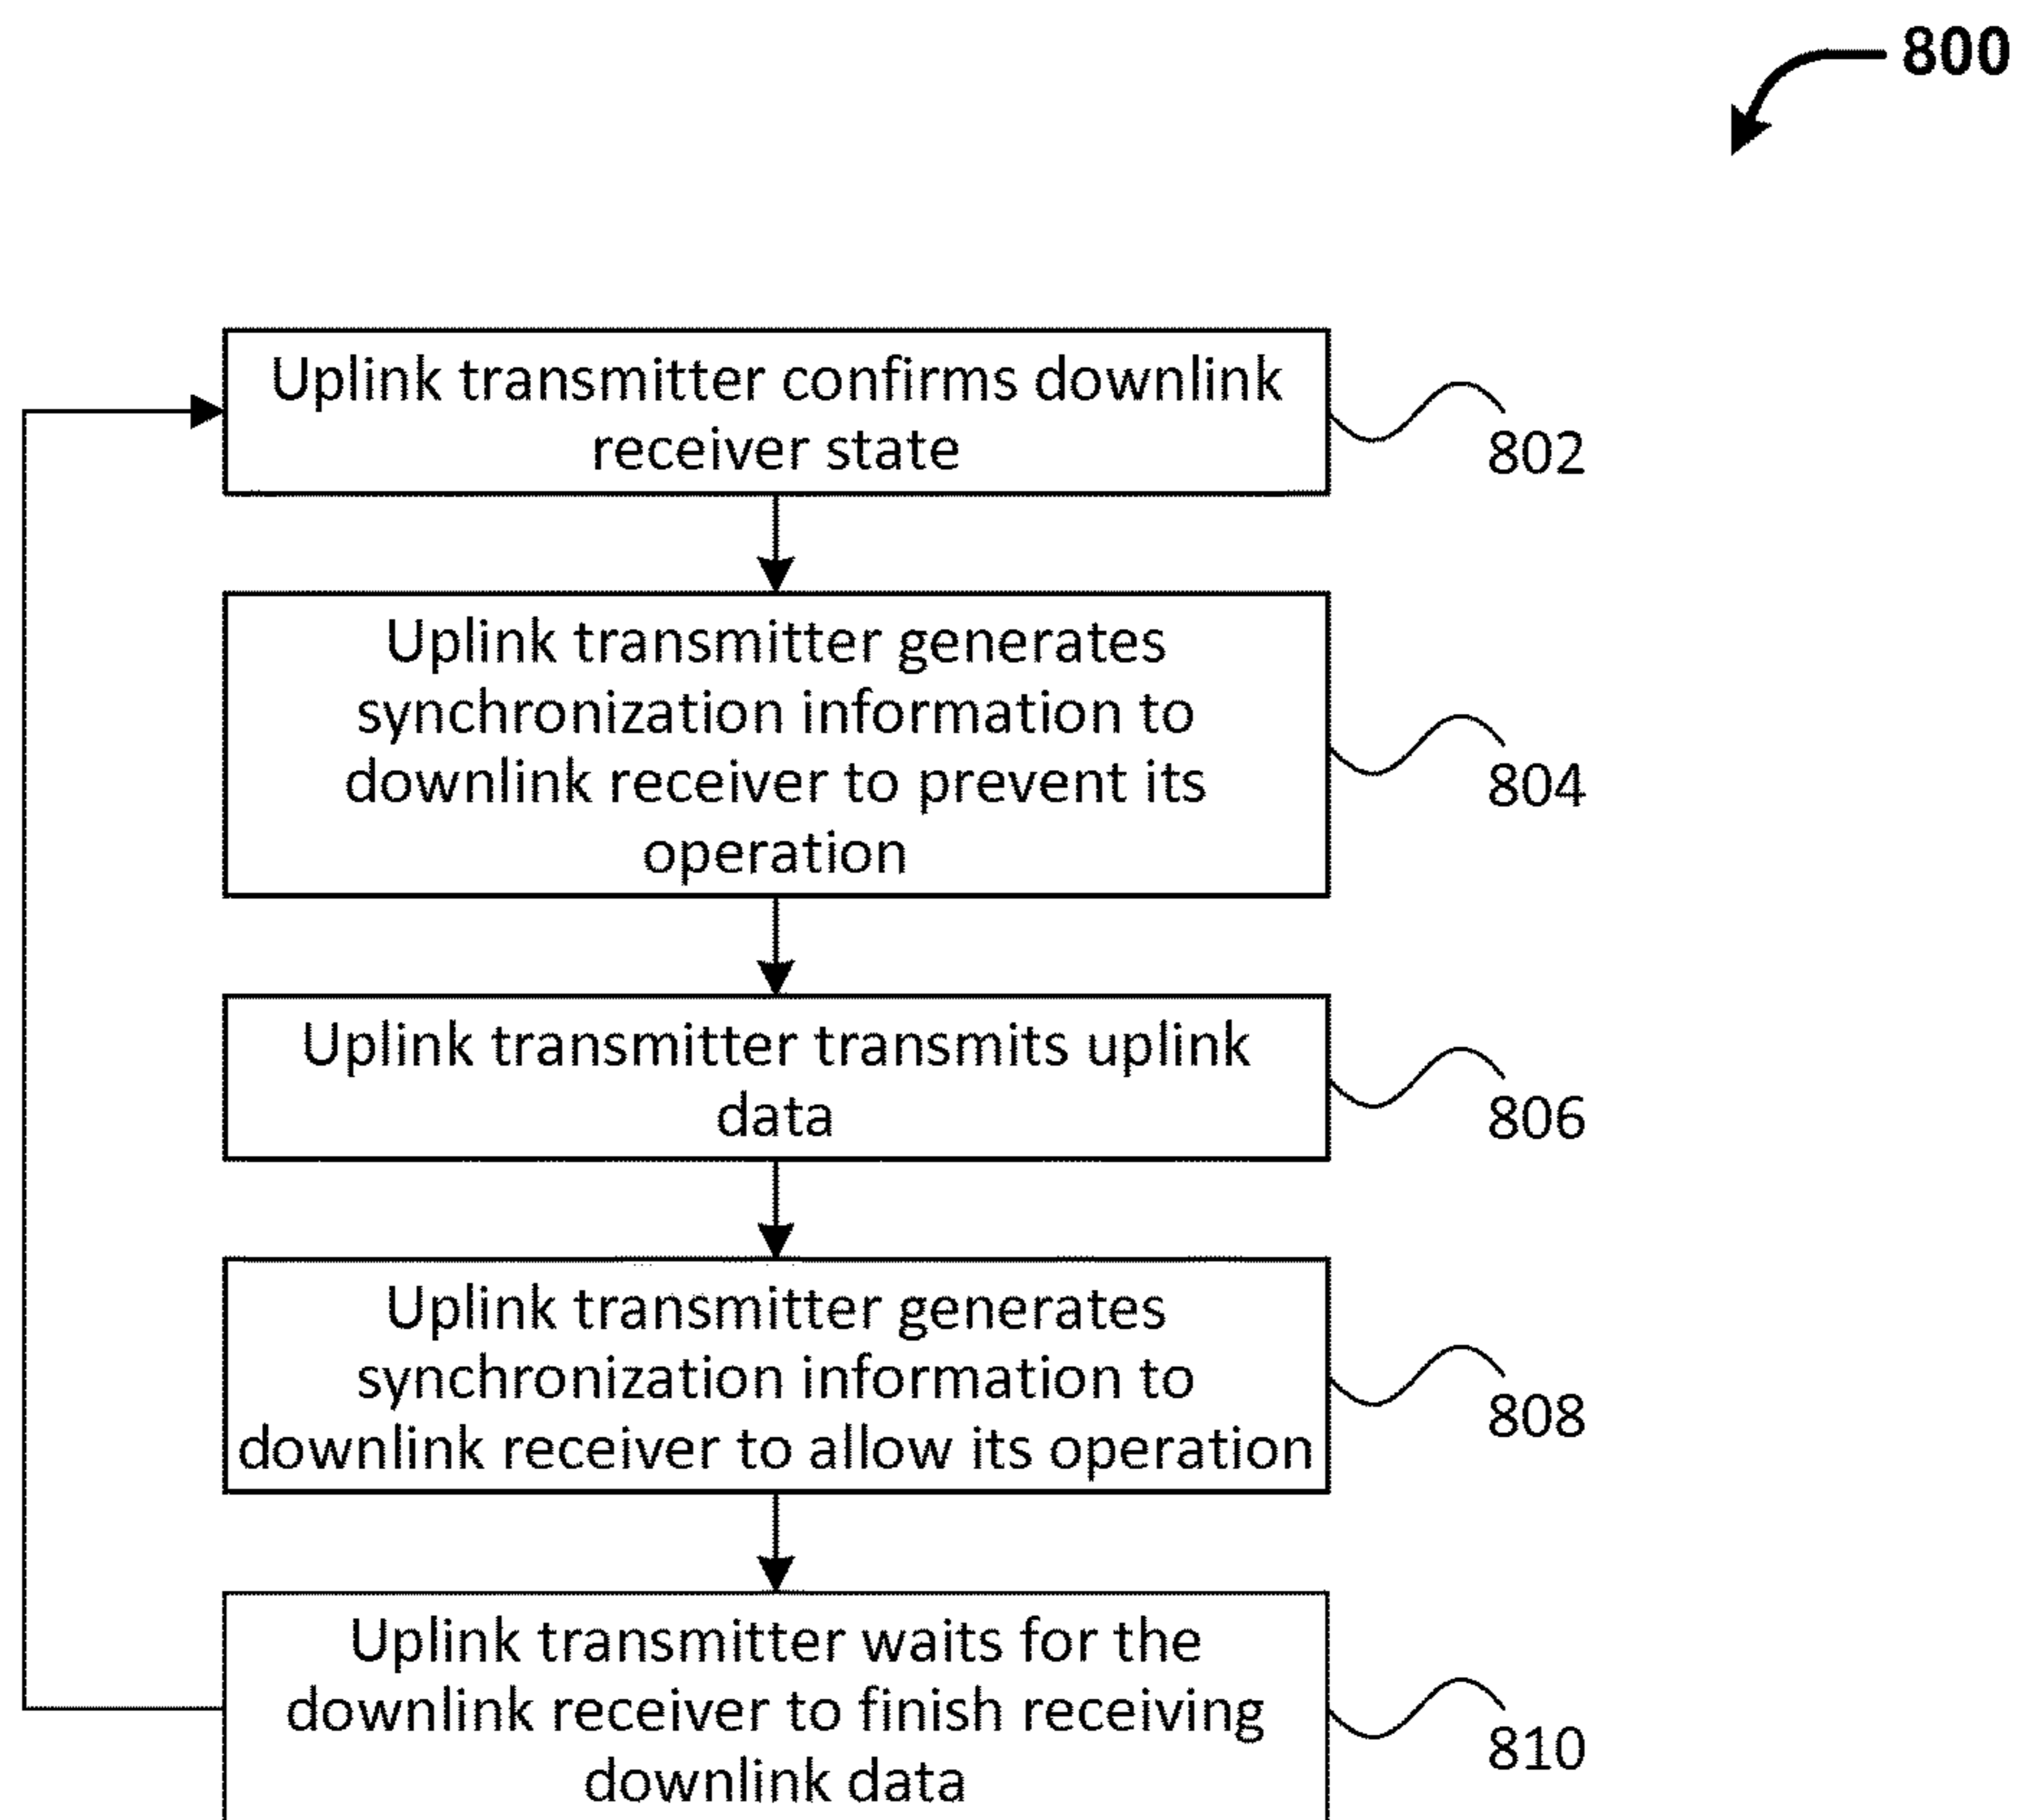 800
Uplink transmitter confirms downlink
receiver state
802
Uplink transmitter generates
synchronization information to
downlink receiver to prevent its
operation
804
Uplink transmitter transmits uplink
data
806
Uplink transmitter generates
synchronization information to
downlink receiver to allow its operation
808
Uplink transmitter waits for the
downlink receiver to finish receiving
downlink data
810